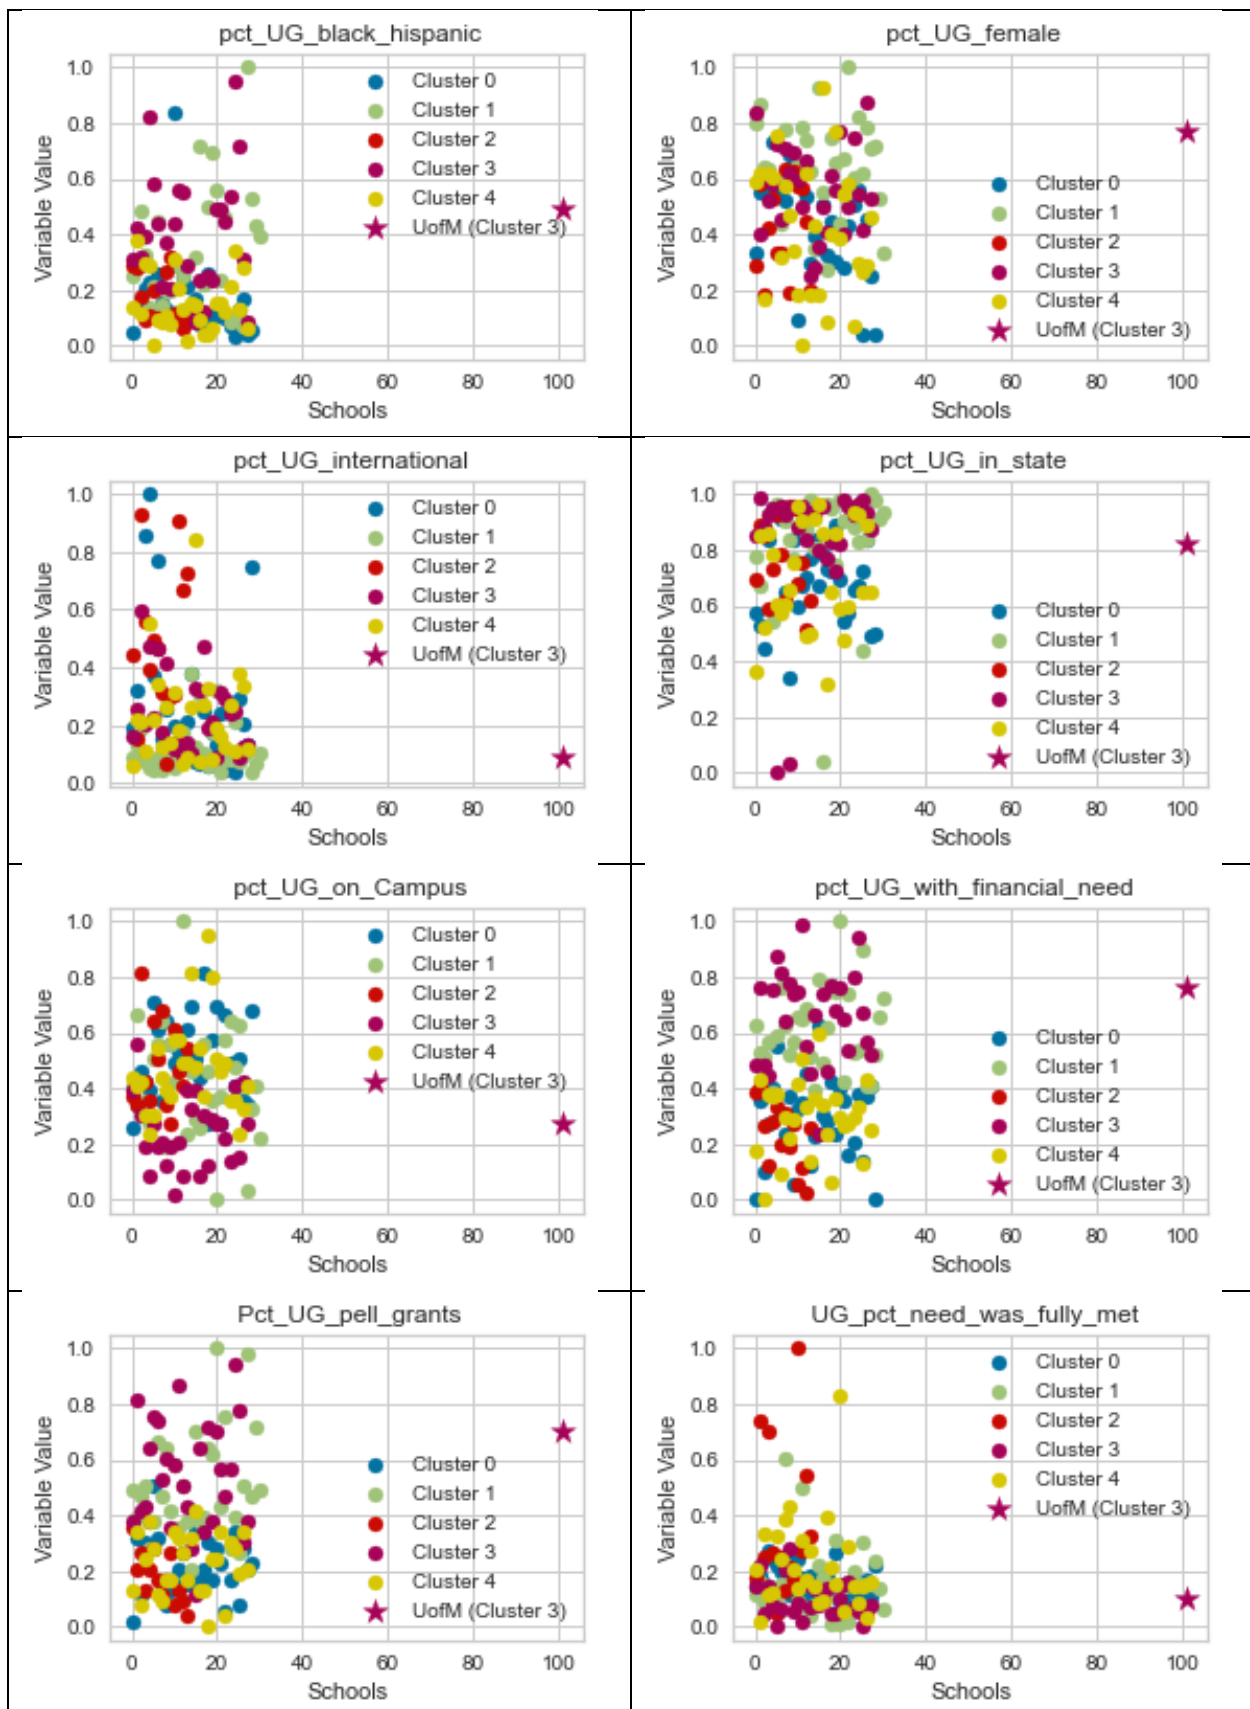 pct_UG_black_hispanic
Variable Value
1.0
0.8
0.6
0.4
0.2
0.0
Cluster 0
Cluster 1
Cluster 2
Cluster 3
Cluster 4
UofM (Cluster 3)
0 20 40 60 80 100
Schools
pct_UG_female
Variable Value
1.0
0.8
0.6
0.4
0.2
0.0
Cluster 0
Cluster 1
Cluster 2
Cluster 3
Cluster 4
UofM (Cluster 3)
0 20 40 60 80 100
Schools
pct_UG_international
Variable Value
1.0
0.8
0.6
0.4
0.2
0.0
Cluster 0
Cluster 1
Cluster 2
Cluster 3
Cluster 4
UofM (Cluster 3)
0 20 40 60 80 100
Schools
pct_UG_in_state
Variable Value
1.0
0.8
0.6
0.4
0.2
0.0
Cluster 0
Cluster 1
Cluster 2
Cluster 3
Cluster 4
UofM (Cluster 3)
0 20 40 60 80 100
Schools
pct_UG_on_Campus
Variable Value
1.0
0.8
0.6
0.4
0.2
0.0
Cluster 0
Cluster 1
Cluster 2
Cluster 3
Cluster 4
UofM (Cluster 3)
0 20 40 60 80 100
Schools
pct_UG_with_financial_need
Variable Value
1.0
0.8
0.6
0.4
0.2
0.0
Cluster 0
Cluster 1
Cluster 2
Cluster 3
Cluster 4
UofM (Cluster 3)
0 20 40 60 80 100
Schools
Pct_UG_pell_grants
Variable Value
1.0
0.8
0.6
0.4
0.2
0.0
Cluster 0
Cluster 1
Cluster 2
Cluster 3
Cluster 4
UofM (Cluster 3)
0 20 40 60 80 100
Schools
UG_pct_need_was_fully_met
Variable Value
1.0
0.8
0.6
0.4
0.2
0.0
Cluster 0
Cluster 1
Cluster 2
Cluster 3
Cluster 4
UofM (Cluster 3)
0 20 40 60 80 100
Schools